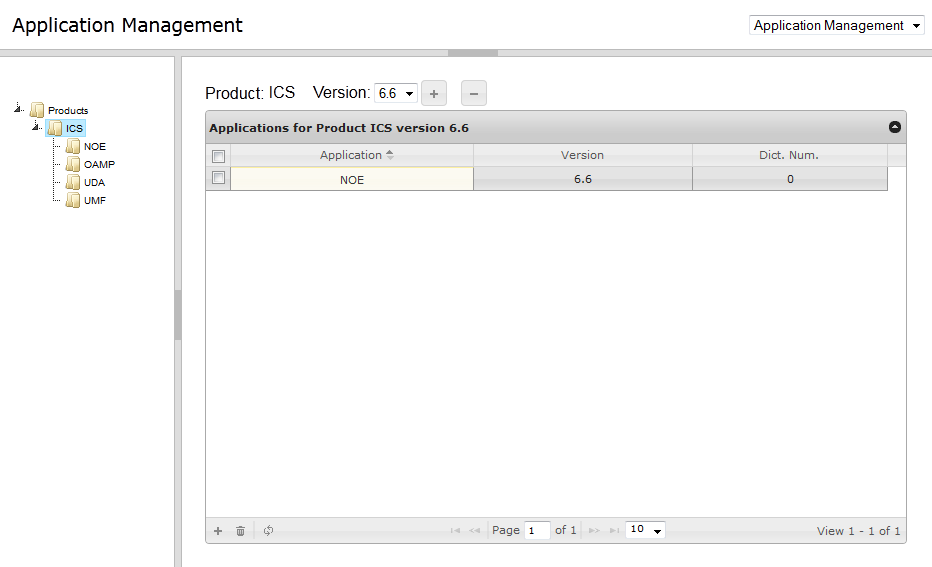 Application Management
Application Management
Products
ICS
NOE
OAMP
UDA
UMF
Product: ICS Version: 6.6
Applications for Product ICS version 6.6
Application Version Dict. Num.
NOE 6.6 0
Page 1 of 1 10 View 1 - 1 of 1